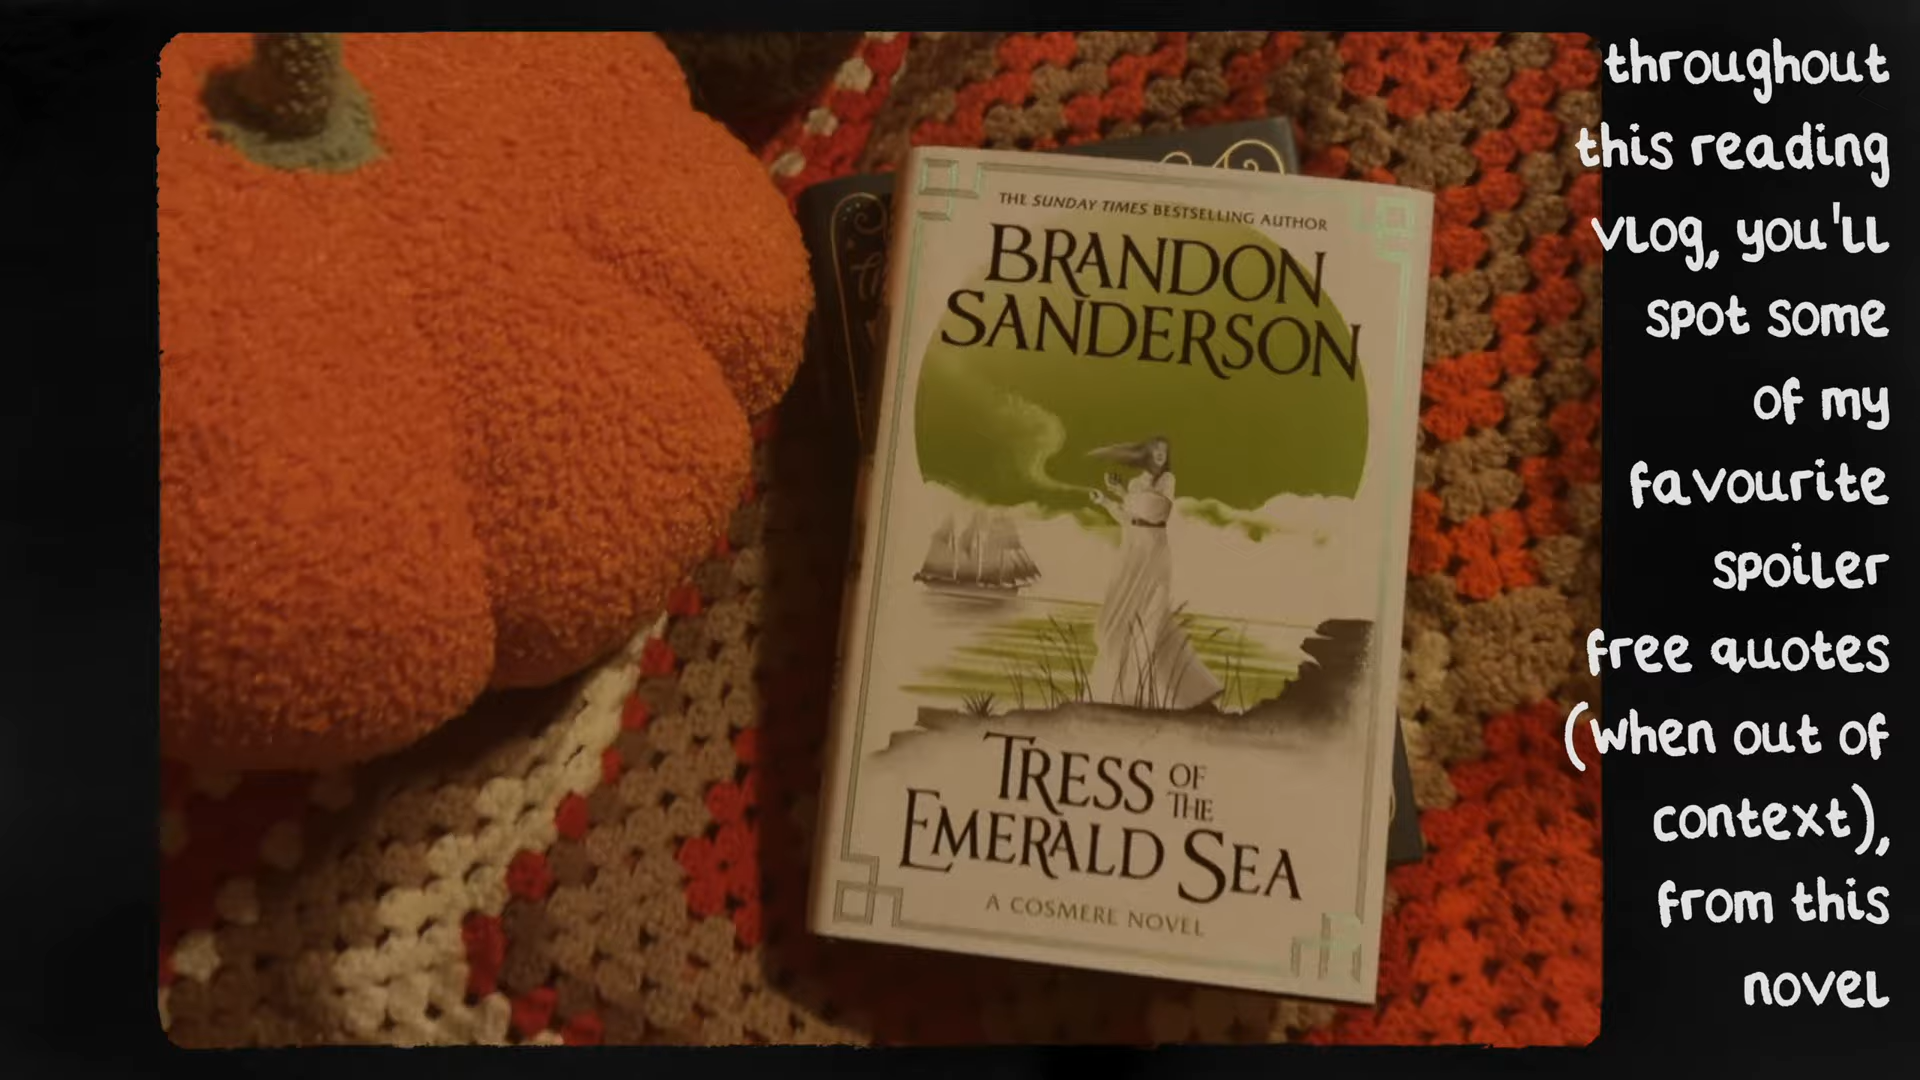 THE SUNDAY TIMES BESTSELLING AUTHOR
BRANDON
SANDERSON
TRESS OF
THE
EMERALD SEA
A COSMERE NOVEL
throughout
this reading
vlog, you'll
spot some
of my
favourite
spoiler
free quotes
(when out of
context),
from this
novel